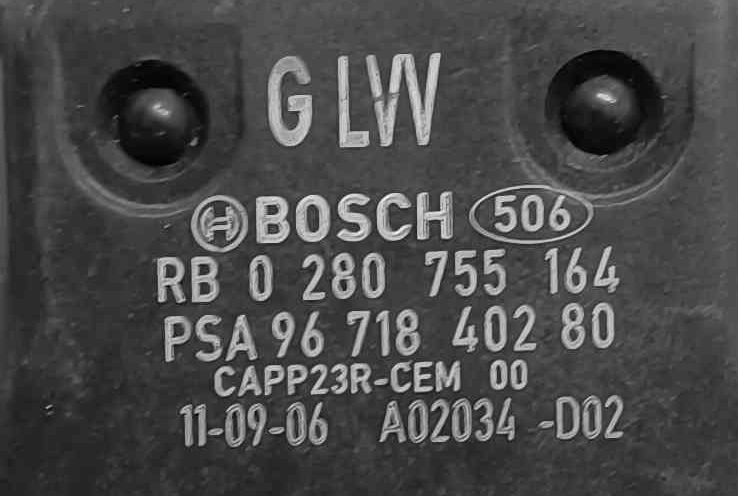 GLW
BOSCH 506
RB 0 280 755 164
PSA 96 718 402 80
CAPP23R-CEM 00
11-09-06 A02034 -D02